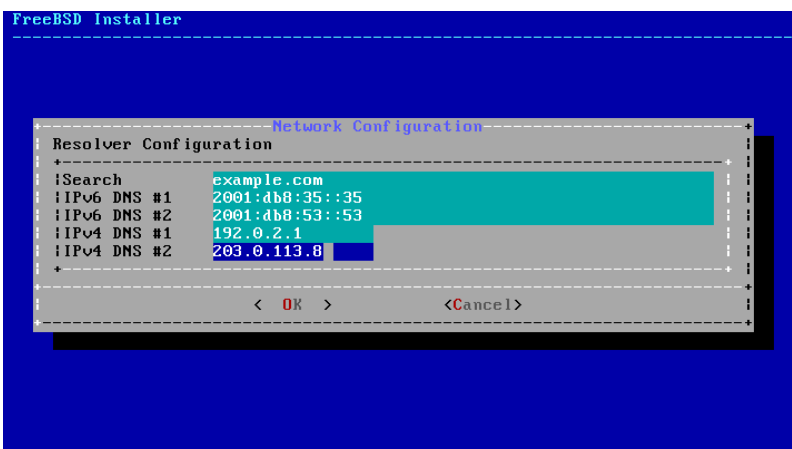 FreeBSD Installer
Network Configuration
Resolver Configuration
Search example.com
IPv6 DNS #1 2001:db8:35::35
IPv6 DNS #2 2001:db8:53::53
IPv4 DNS #1 192.0.2.1
IPv4 DNS #2 203.0.113.8
< OK > <Cancel>